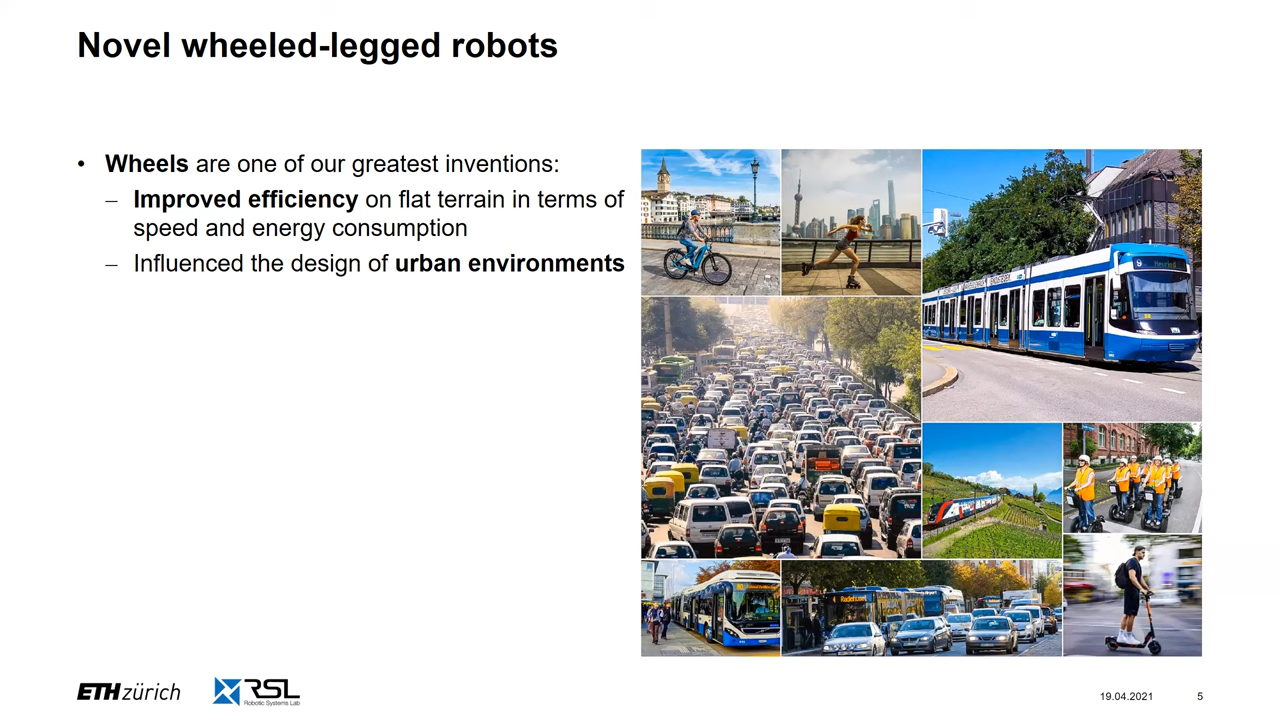 Novel wheeled-legged robots
• Wheels are one of our greatest inventions:
– Improved efficiency on flat terrain in terms of
speed and energy consumption
– Influenced the design of urban environments
9
ETH zürich
RSL
Robotic Systems Lab
19.04.2021
5